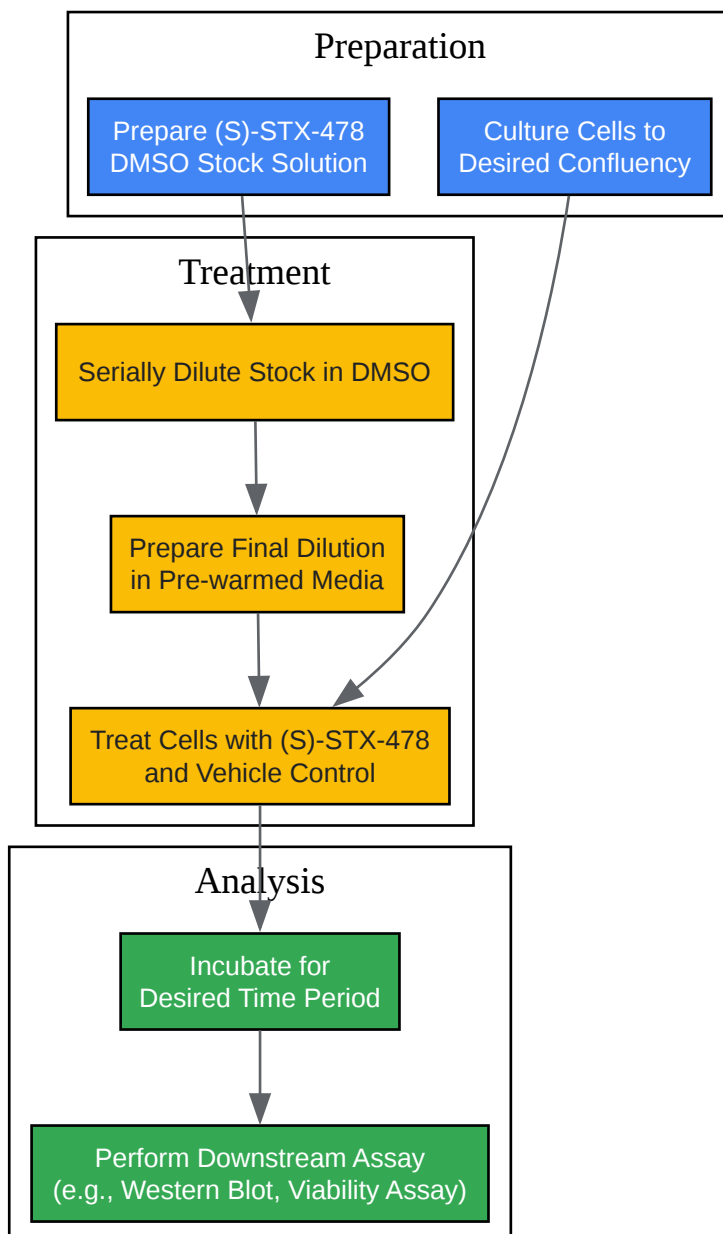 Preparation
Prepare (S)-STX-478
DMSO Stock Solution
Culture Cells to
Desired Confluency
Treatment
Serially Dilute Stock in DMSO
Prepare Final Dilution
in Pre-warmed Media
Treat Cells with (S)-STX-478
and Vehicle Control
Analysis
Incubate for
Desired Time Period
Perform Downstream Assay
(e.g., Western Blot, Viability Assay)